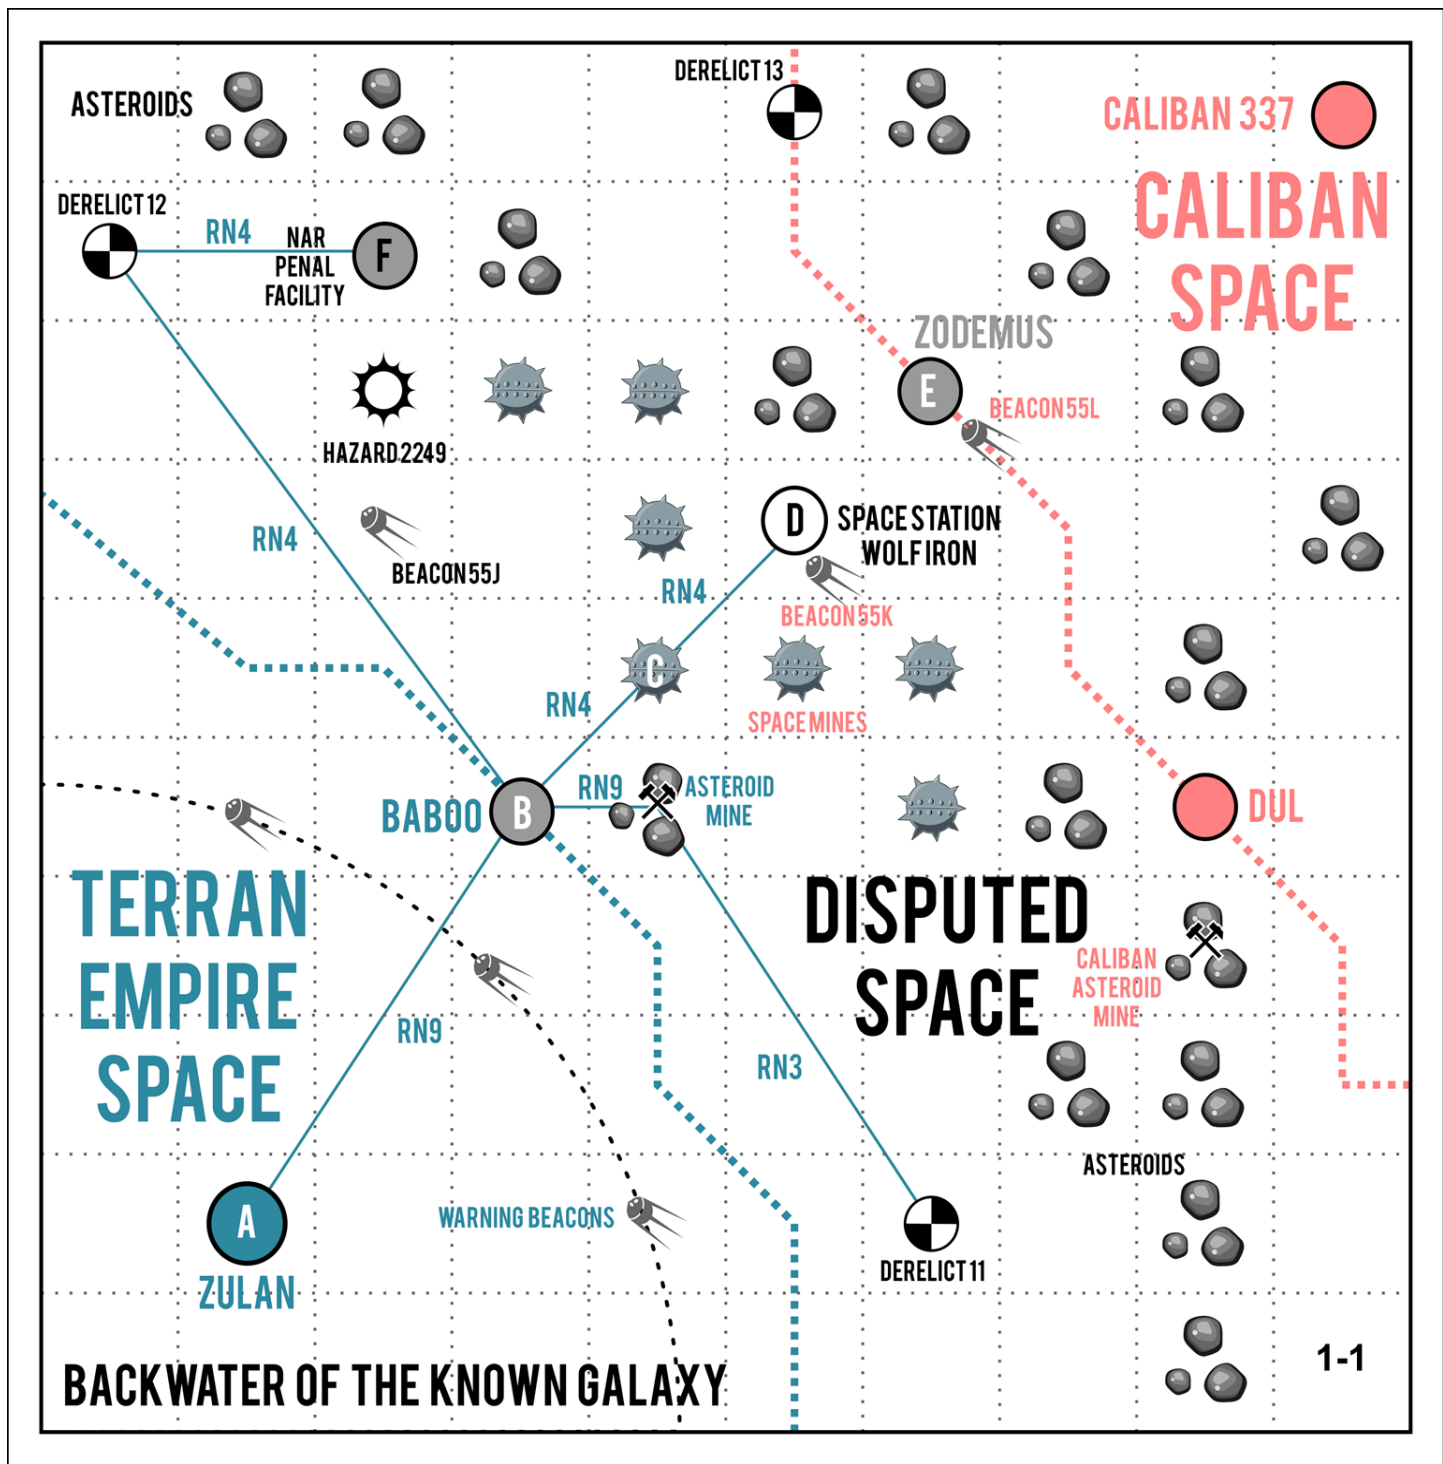 DERELICT 13
ASTEROIDS
CALIBAN 337
CALIBAN
SPACE
DERELICT 12
RN4
NAR
PENAL
FACILITY
F
ZODEMUS
E
BEACON 55L
HAZARD 2249
D
SPACE STATION
WOLF IRON
RN4
BEACON 55J
RN4
BEACON 55K
C
RN4
SPACE MINES
BABOO
B
RN9
ASTEROID
MINE
DUL
TERRAN
EMPIRE
SPACE
DISPUTED
SPACE
CALIBAN
ASTEROID
MINE
RN9
RN3
ASTEROIDS
A
ZULAN
WARNING BEACONS
DERELICT 11
BACKWATER OF THE KNOWN GALAXY
1-1